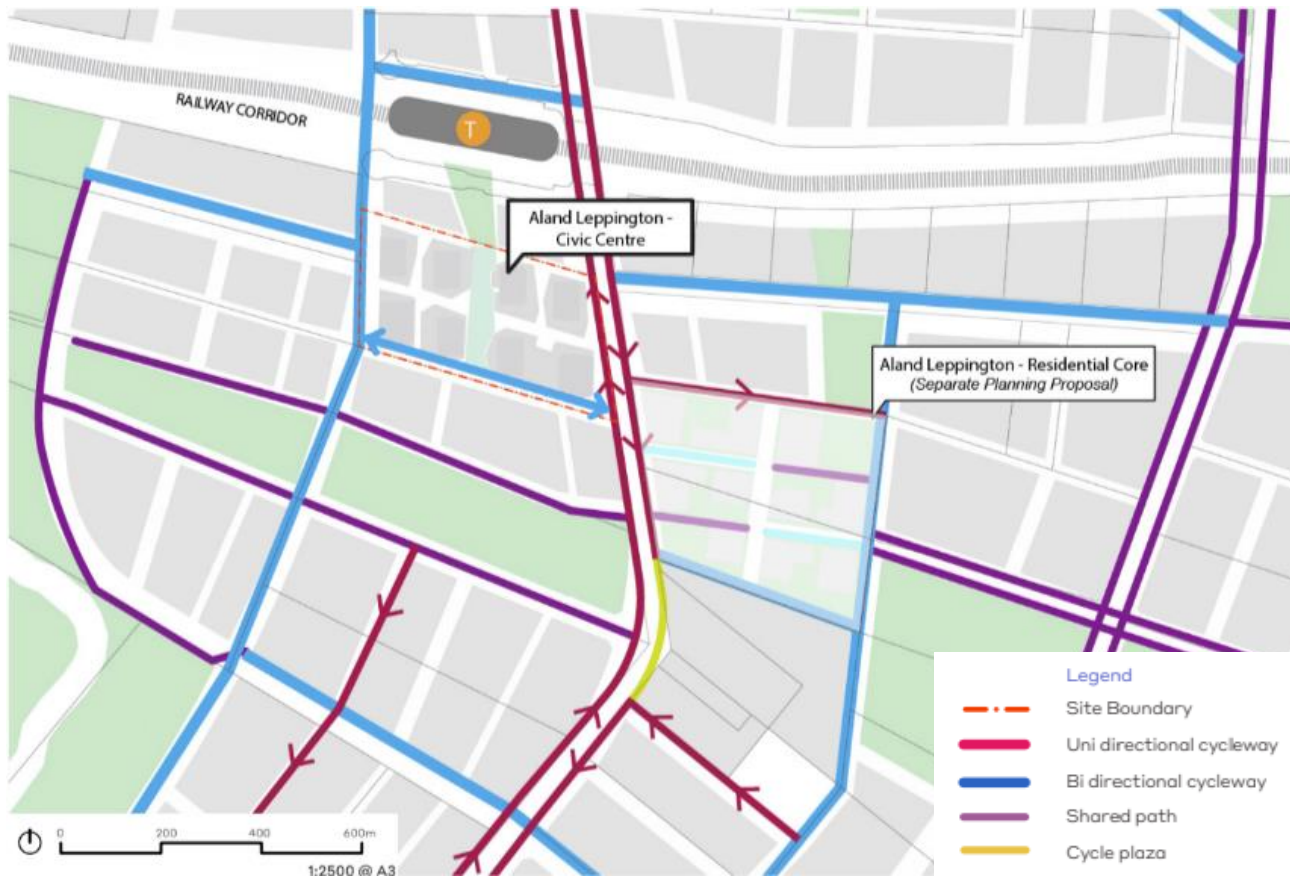 RAILWAY CORRIDOR
T
Aland Leppington -
Civic Centre
Aland Leppington - Residential Core
(Separate Planning Proposal)
Legend
Site Boundary
Uni directional cycleway
Bi directional cycleway
Shared path
Cycle plaza
0 200 400 600m
1:2500 @ A3